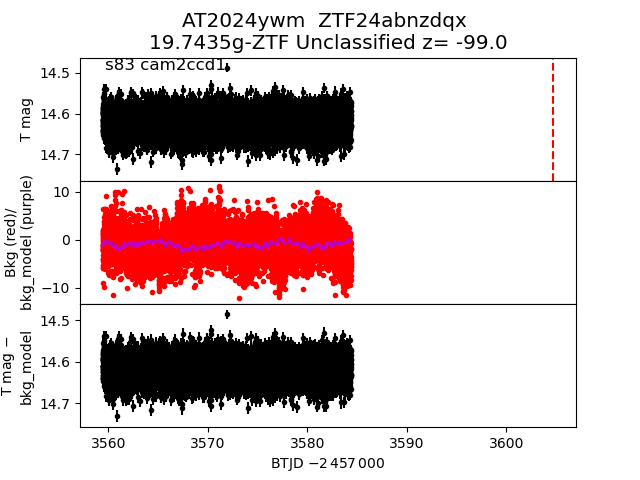 AT2024ywm  ZTF24abnzdqx
19.7435g-ZTF Unclassified z= -99.0
s83 cam2ccd1
14.5
14.6
14.7
T mag
10
0
−10
Bkg (red)/
bkg_model (purple)
14.5
14.6
14.7
T mag −
bkg_model
3560
3570
3580
3590
3600
BTJD −2 457 000